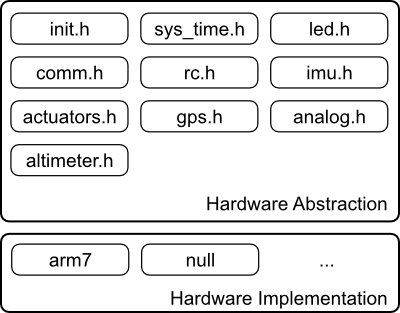 init.h sys_time.h led.h
comm.h rc.h imu.h
actuators.h gps.h analog.h
altimeter.h
Hardware Abstraction
arm7 null ...
Hardware Implementation